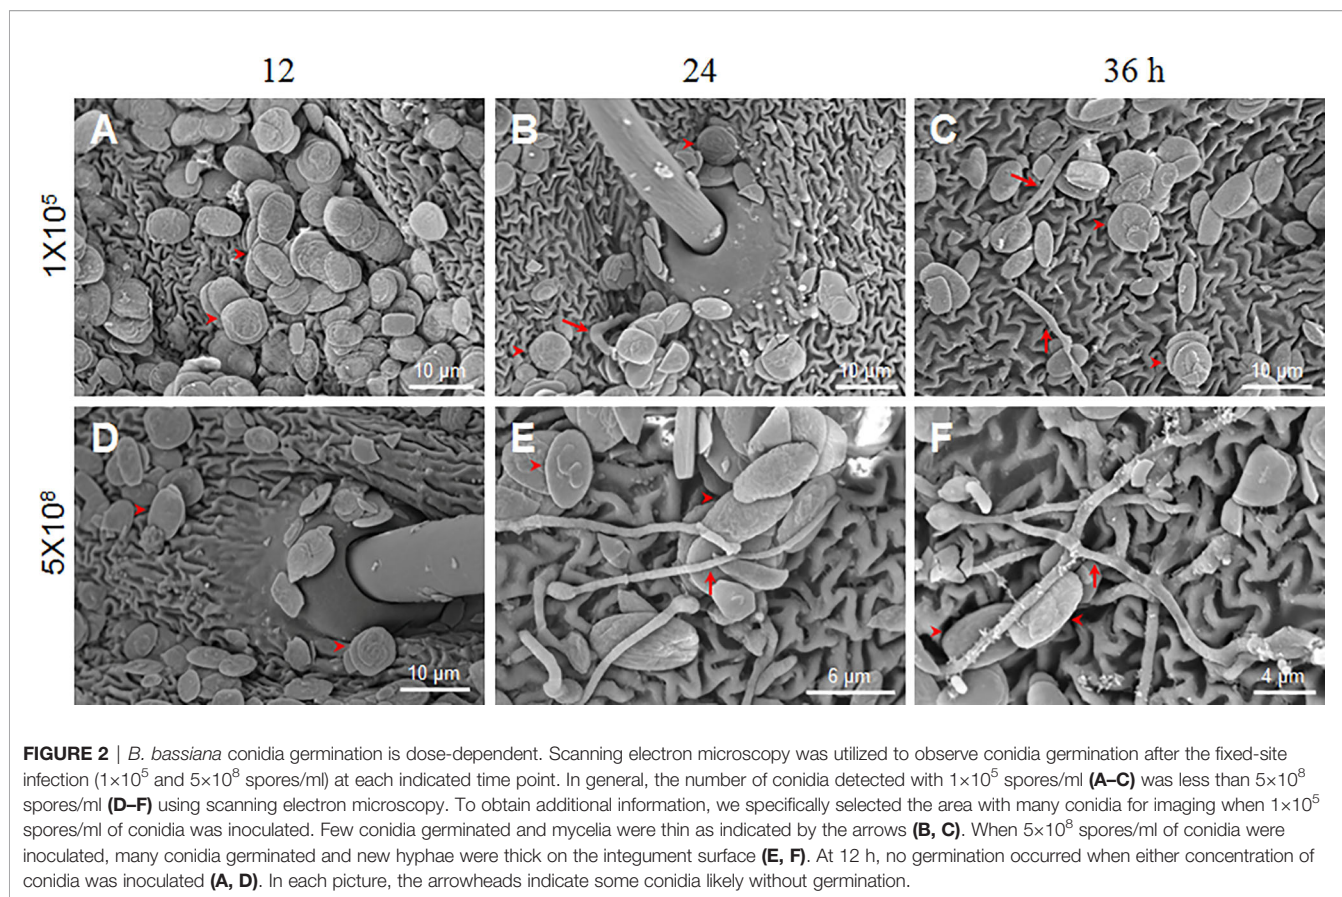 12 24 36 h
1X10⁵
A B C
10 µm 10 µm 10 µm
5X10⁸
D E F
10 µm 6 µm 4 µm
FIGURE 2 | B. bassiana conidia germination is dose-dependent. Scanning electron microscopy was utilized to observe conidia germination after the fixed-site
infection (1×10⁵ and 5×10⁸ spores/ml) at each indicated time point. In general, the number of conidia detected with 1×10⁵ spores/ml (A–C) was less than 5×10⁸
spores/ml (D–F) using scanning electron microscopy. To obtain additional information, we specifically selected the area with many conidia for imaging when 1×10⁵
spores/ml of conidia was inoculated. Few conidia germinated and mycelia were thin as indicated by the arrows (B, C). When 5×10⁸ spores/ml of conidia were
inoculated, many conidia germinated and new hyphae were thick on the integument surface (E, F). At 12 h, no germination occurred when either concentration of
conidia was inoculated (A, D). In each picture, the arrowheads indicate some conidia likely without germination.